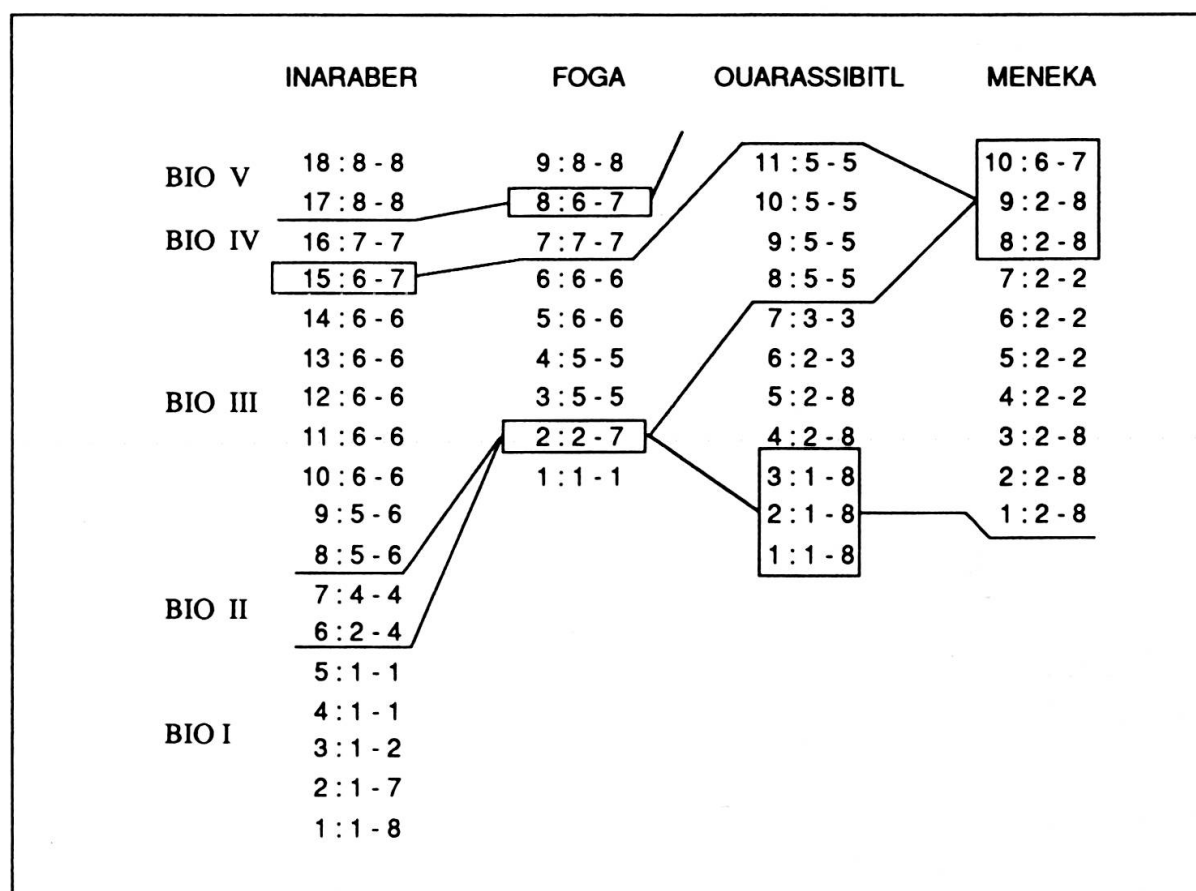 INARABER FOGA OUARASSIBITL MENEKA
18 : 8 - 8 9 : 8 - 8 11 : 5 - 5 10 : 6 - 7
BIO V
17 : 8 - 8 8 : 6 - 7 10 : 5 - 5 9 : 2 - 8
BIO IV 16 : 7 - 7 7 : 7 - 7 9 : 5 - 5 8 : 2 - 8
15 : 6 - 7 6 : 6 - 6 8 : 5 - 5 7 : 2 - 2
14 : 6 - 6 5 : 6 - 6 7 : 3 - 3 6 : 2 - 2
13 : 6 - 6 4 : 5 - 5 6 : 2 - 3 5 : 2 - 2
BIO III 12 : 6 - 6 3 : 5 - 5 5 : 2 - 8 4 : 2 - 2
11 : 6 - 6 2 : 2 - 7 4 : 2 - 8 3 : 2 - 8
10 : 6 - 6 1 : 1 - 1 3 : 1 - 8 2 : 2 - 8
9 : 5 - 6 2 : 1 - 8 1 : 2 - 8
8 : 5 - 6 1 : 1 - 8
7 : 4 - 4
BIO II
6 : 2 - 4
5 : 1 - 1
4 : 1 - 1
BIO I
3 : 1 - 2
2 : 1 - 7
1 : 1 - 8